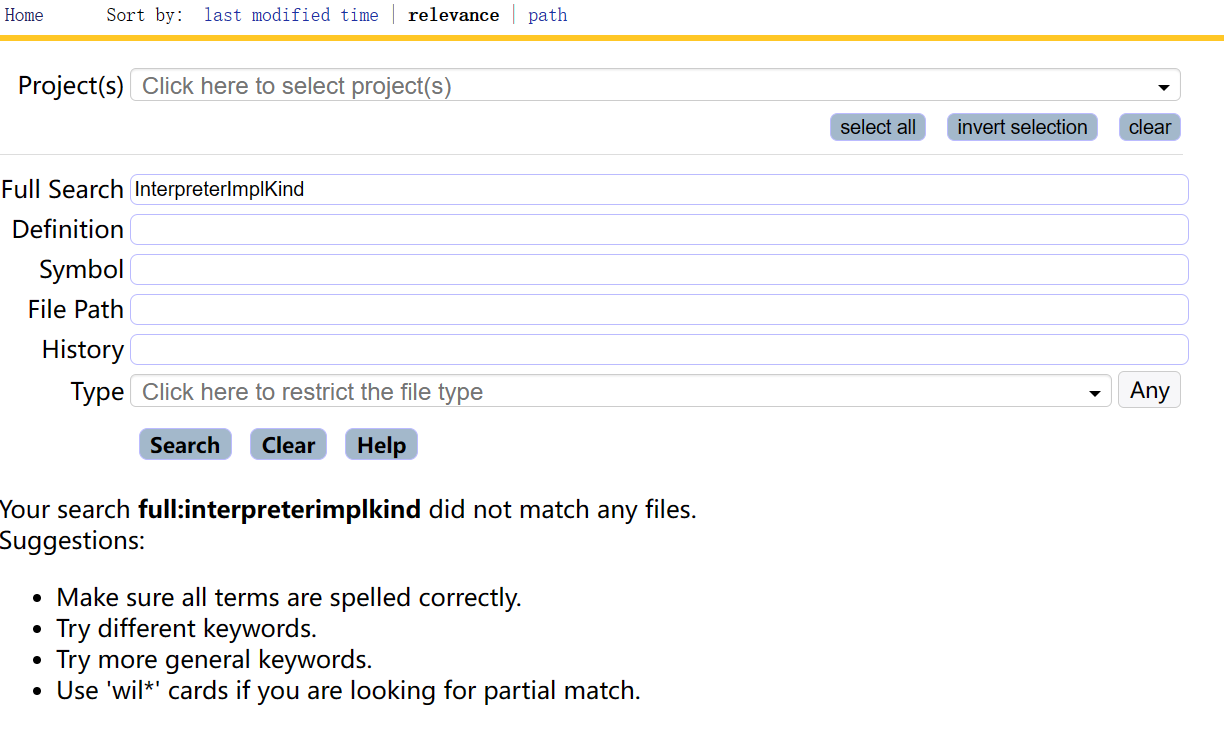 Home Sort by: last modified time relevance path
Project(s) Click here to select project(s)
select all invert selection clear
Full Search InterpreterImplKind
Definition
Symbol
File Path
History
Type Click here to restrict the file type Any
Search Clear Help
Your search full:interpreterimplkind did not match any files.
Suggestions:
Make sure all terms are spelled correctly.
Try different keywords.
Try more general keywords.
Use 'wil*' cards if you are looking for partial match.